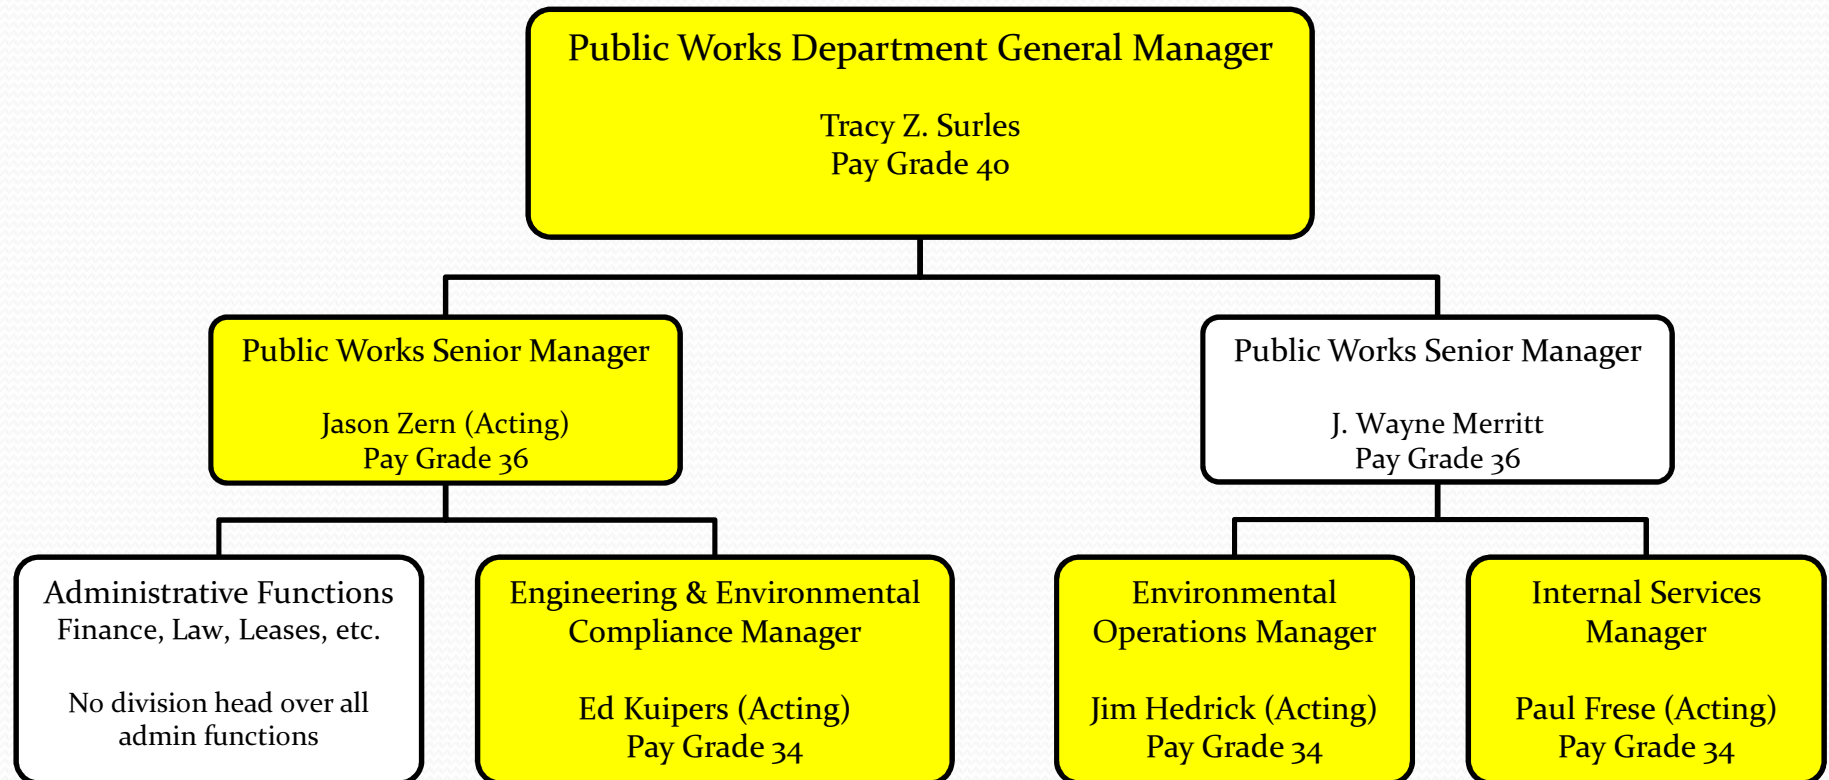 Public Works Department General Manager
Tracy Z. Surles
Pay Grade 40
Public Works Senior Manager
Jason Zern (Acting)
Pay Grade 36
Public Works Senior Manager
J. Wayne Merritt
Pay Grade 36
Administrative Functions
Finance, Law, Leases, etc.
No division head over all
admin functions
Engineering & Environmental
Compliance Manager
Ed Kuipers (Acting)
Pay Grade 34
Environmental
Operations Manager
Jim Hedrick (Acting)
Pay Grade 34
Internal Services
Manager
Paul Frese (Acting)
Pay Grade 34